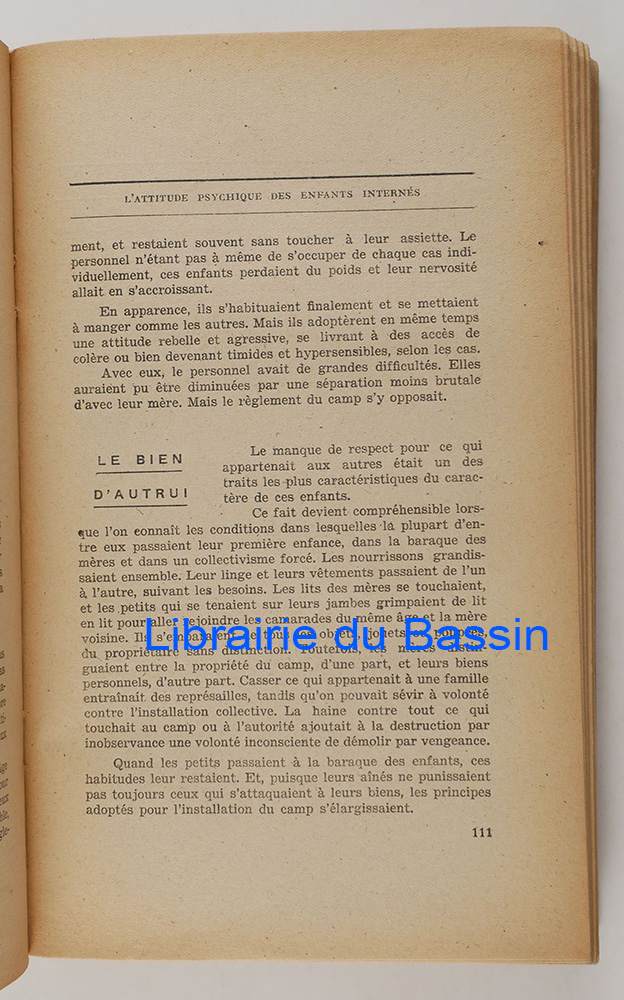 L'ATTITUDE PSYCHIQUE DES ENFANTS INTERNÉS
ment, et restaient souvent sans toucher à leur assiette. Le
personnel n'étant pas à même de s'occuper de chaque cas indi-
viduellement, ces enfants perdaient du poids et leur nervosité
allait en s'accroissant.
En apparence, ils s'habituaient finalement et se mettaient
à manger comme les autres. Mais ils adoptèrent en même temps
une attitude rebelle et agressive, se livrant à des accès de
colère ou bien devenant timides et hypersensibles, selon les cas.
Avec eux, le personnel avait de grandes difficultés. Elles
auraient pu être diminuées par une séparation moins brutale
d'avec leur mère. Mais le règlement du camp s'y opposait.
LE BIEN
D'AUTRUI
Le manque de respect pour ce qui
appartenait aux autres était un des
traits les plus caractéristiques du carac-
tère de ces enfants.
Ce fait devient compréhensible lors-
que l'on connaît les conditions dans lesquelles la plupart d'en-
tre eux passaient leur première enfance, dans la baraque des
mères et dans un collectivisme forcé. Les nourrissons grandis-
saient ensemble. Leur linge et leurs vêtements passaient de l'un
à l'autre, suivant les besoins. Les lits des mères se touchaient,
et les petits qui se tenaient sur leurs jambes grimpaient de lit
en lit pour aller rejoindre les camarades du même âge et la mère
voisine. Ils s'emparaient de tous les objets, jouets
du propriétaire sans distinction. Toutefois, les mères distin-
guaient entre la propriété du camp, d'une part, et leurs biens
personnels, d'autre part. Casser ce qui appartenait à une famille
entraînait des représailles, tandis qu'on pouvait sévir à volonté
contre l'installation collective. La haine contre tout ce qui
touchait au camp ou à l'autorité ajoutait à la destruction par
inobservance une volonté inconsciente de démolir par vengeance.
Quand les petits passaient à la baraque des enfants, ces
habitudes leur restaient. Et, puisque leurs aînés ne punissaient
pas toujours ceux qui s'attaquaient à leurs biens, les principes
adoptés pour l'installation du camp s'élargissaient.
111
Librairie du Bassin